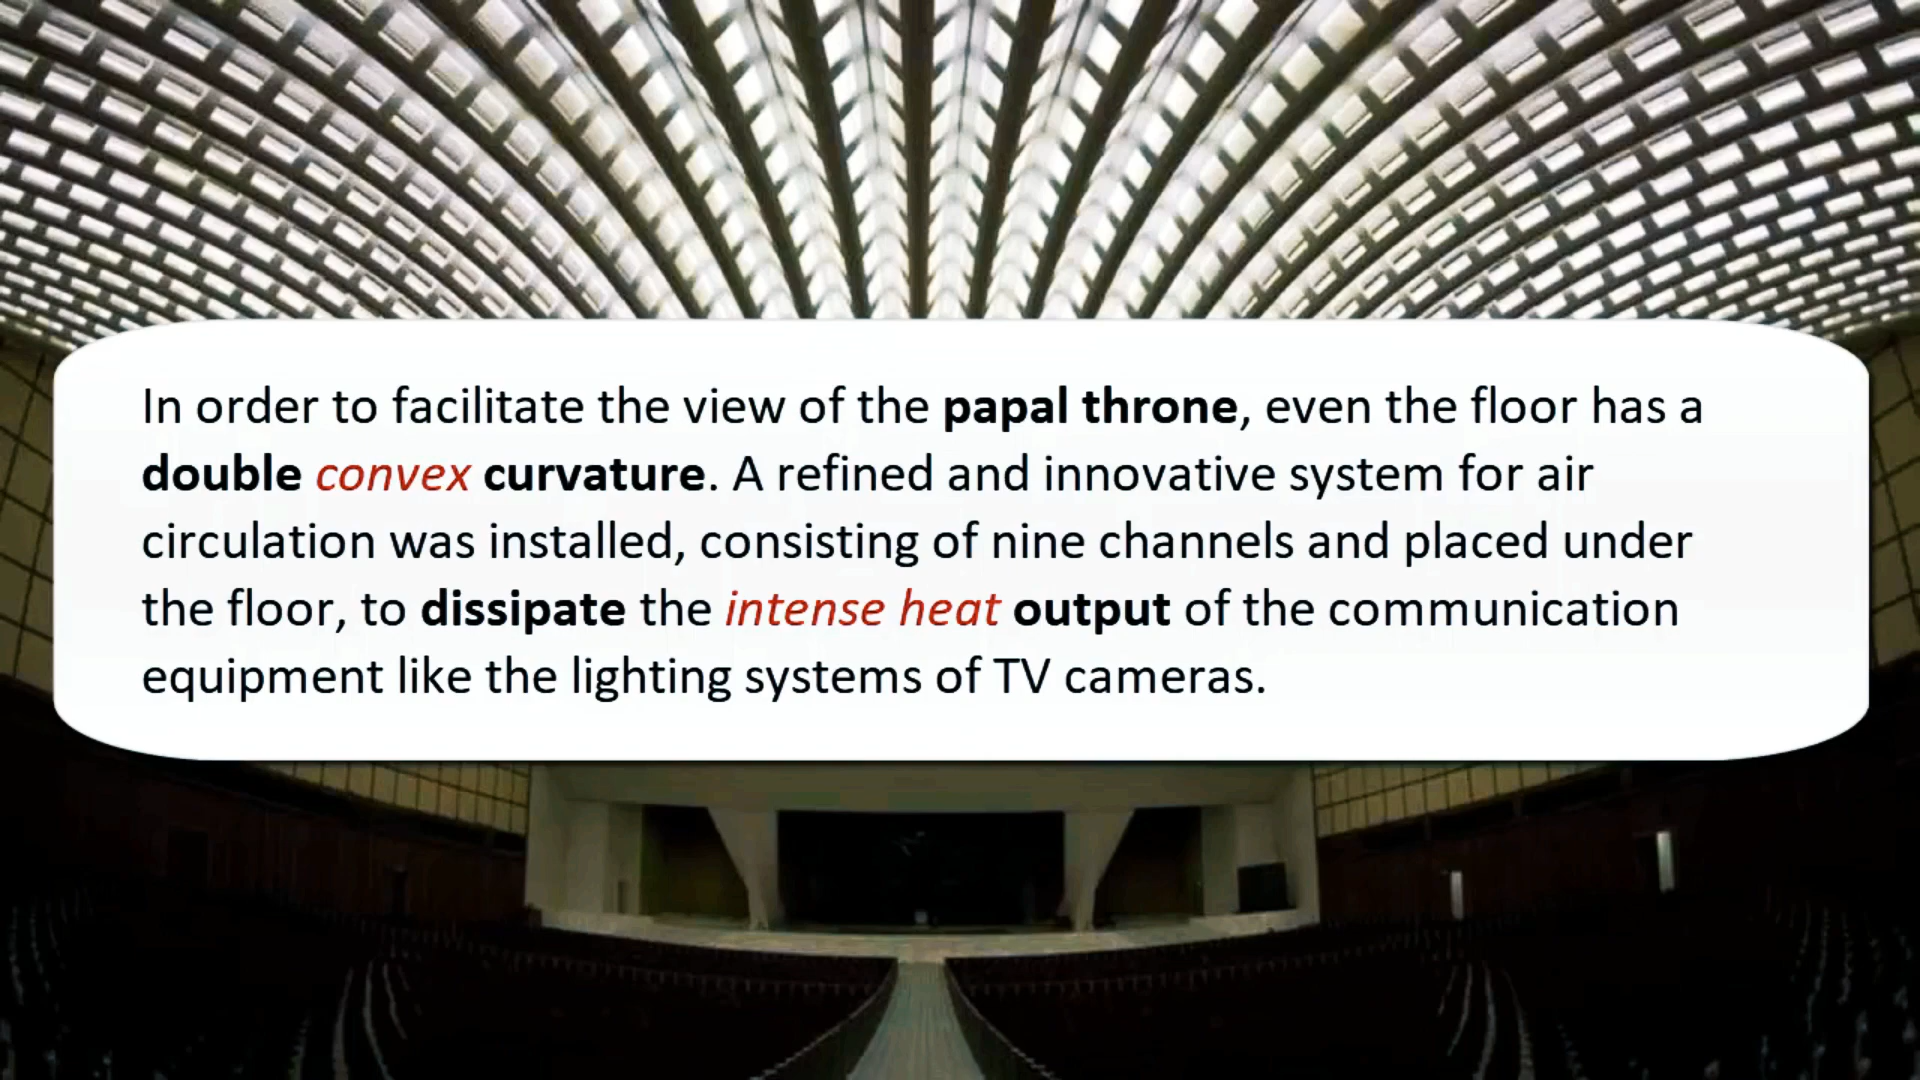 In order to facilitate the view of the papal throne, even the floor has a
double convex curvature. A refined and innovative system for air
circulation was installed, consisting of nine channels and placed under
the floor, to dissipate the intense heat output of the communication
equipment like the lighting systems of TV cameras.